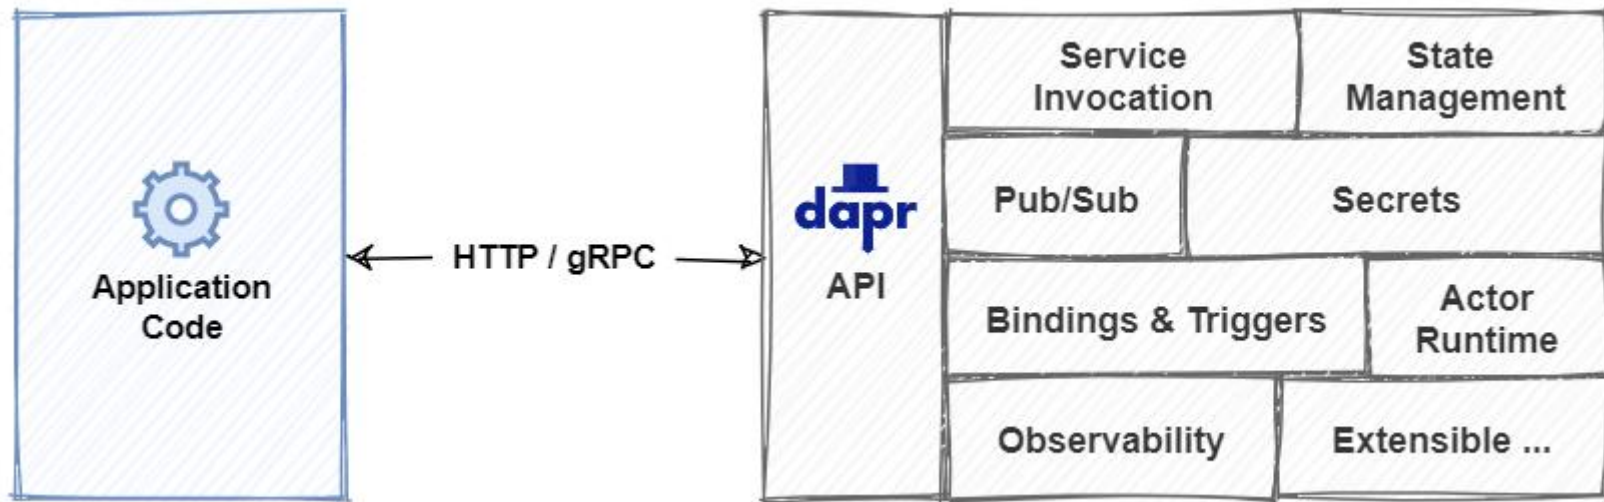 Application
Code
HTTP / gRPC
dapr
API
Service
Invocation
State
Management
Pub/Sub
Secrets
Bindings & Triggers
Actor
Runtime
Observability
Extensible ...